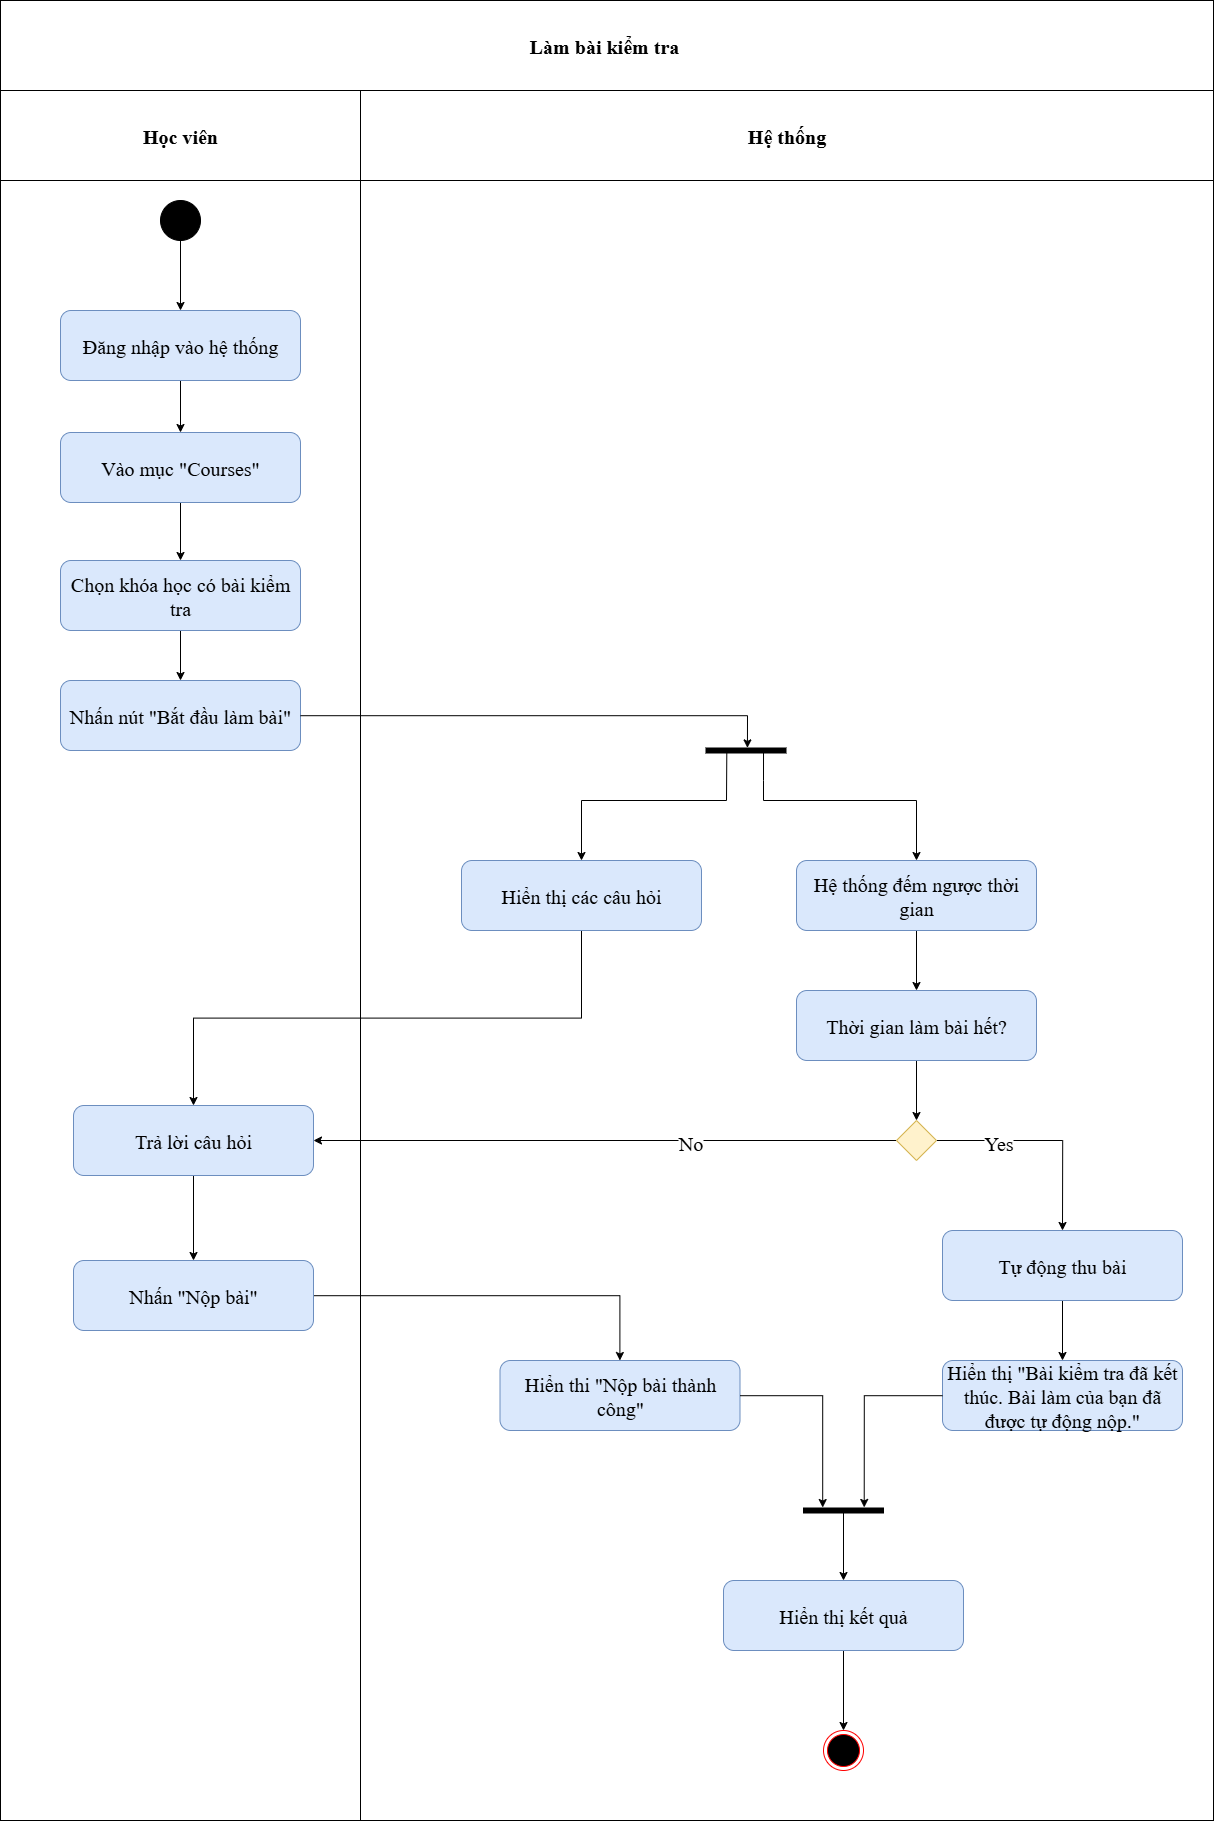 Làm bài kiểm tra
Học viên
Hệ thống
Đăng nhập vào hệ thống
Vào mục "Courses"
Chọn khóa học có bài kiểm
tra
Nhấn nút "Bắt đầu làm bài"
Hiển thị các câu hỏi
Hệ thống đếm ngược thời
gian
Thời gian làm bài hết?
Trả lời câu hỏi
No
Yes
Tự động thu bài
Nhấn "Nộp bài"
Hiển thi "Nộp bài thành
công"
Hiển thị "Bài kiểm tra đã kết
thúc. Bài làm của bạn đã
được tự động nộp."
Hiển thị kết quả